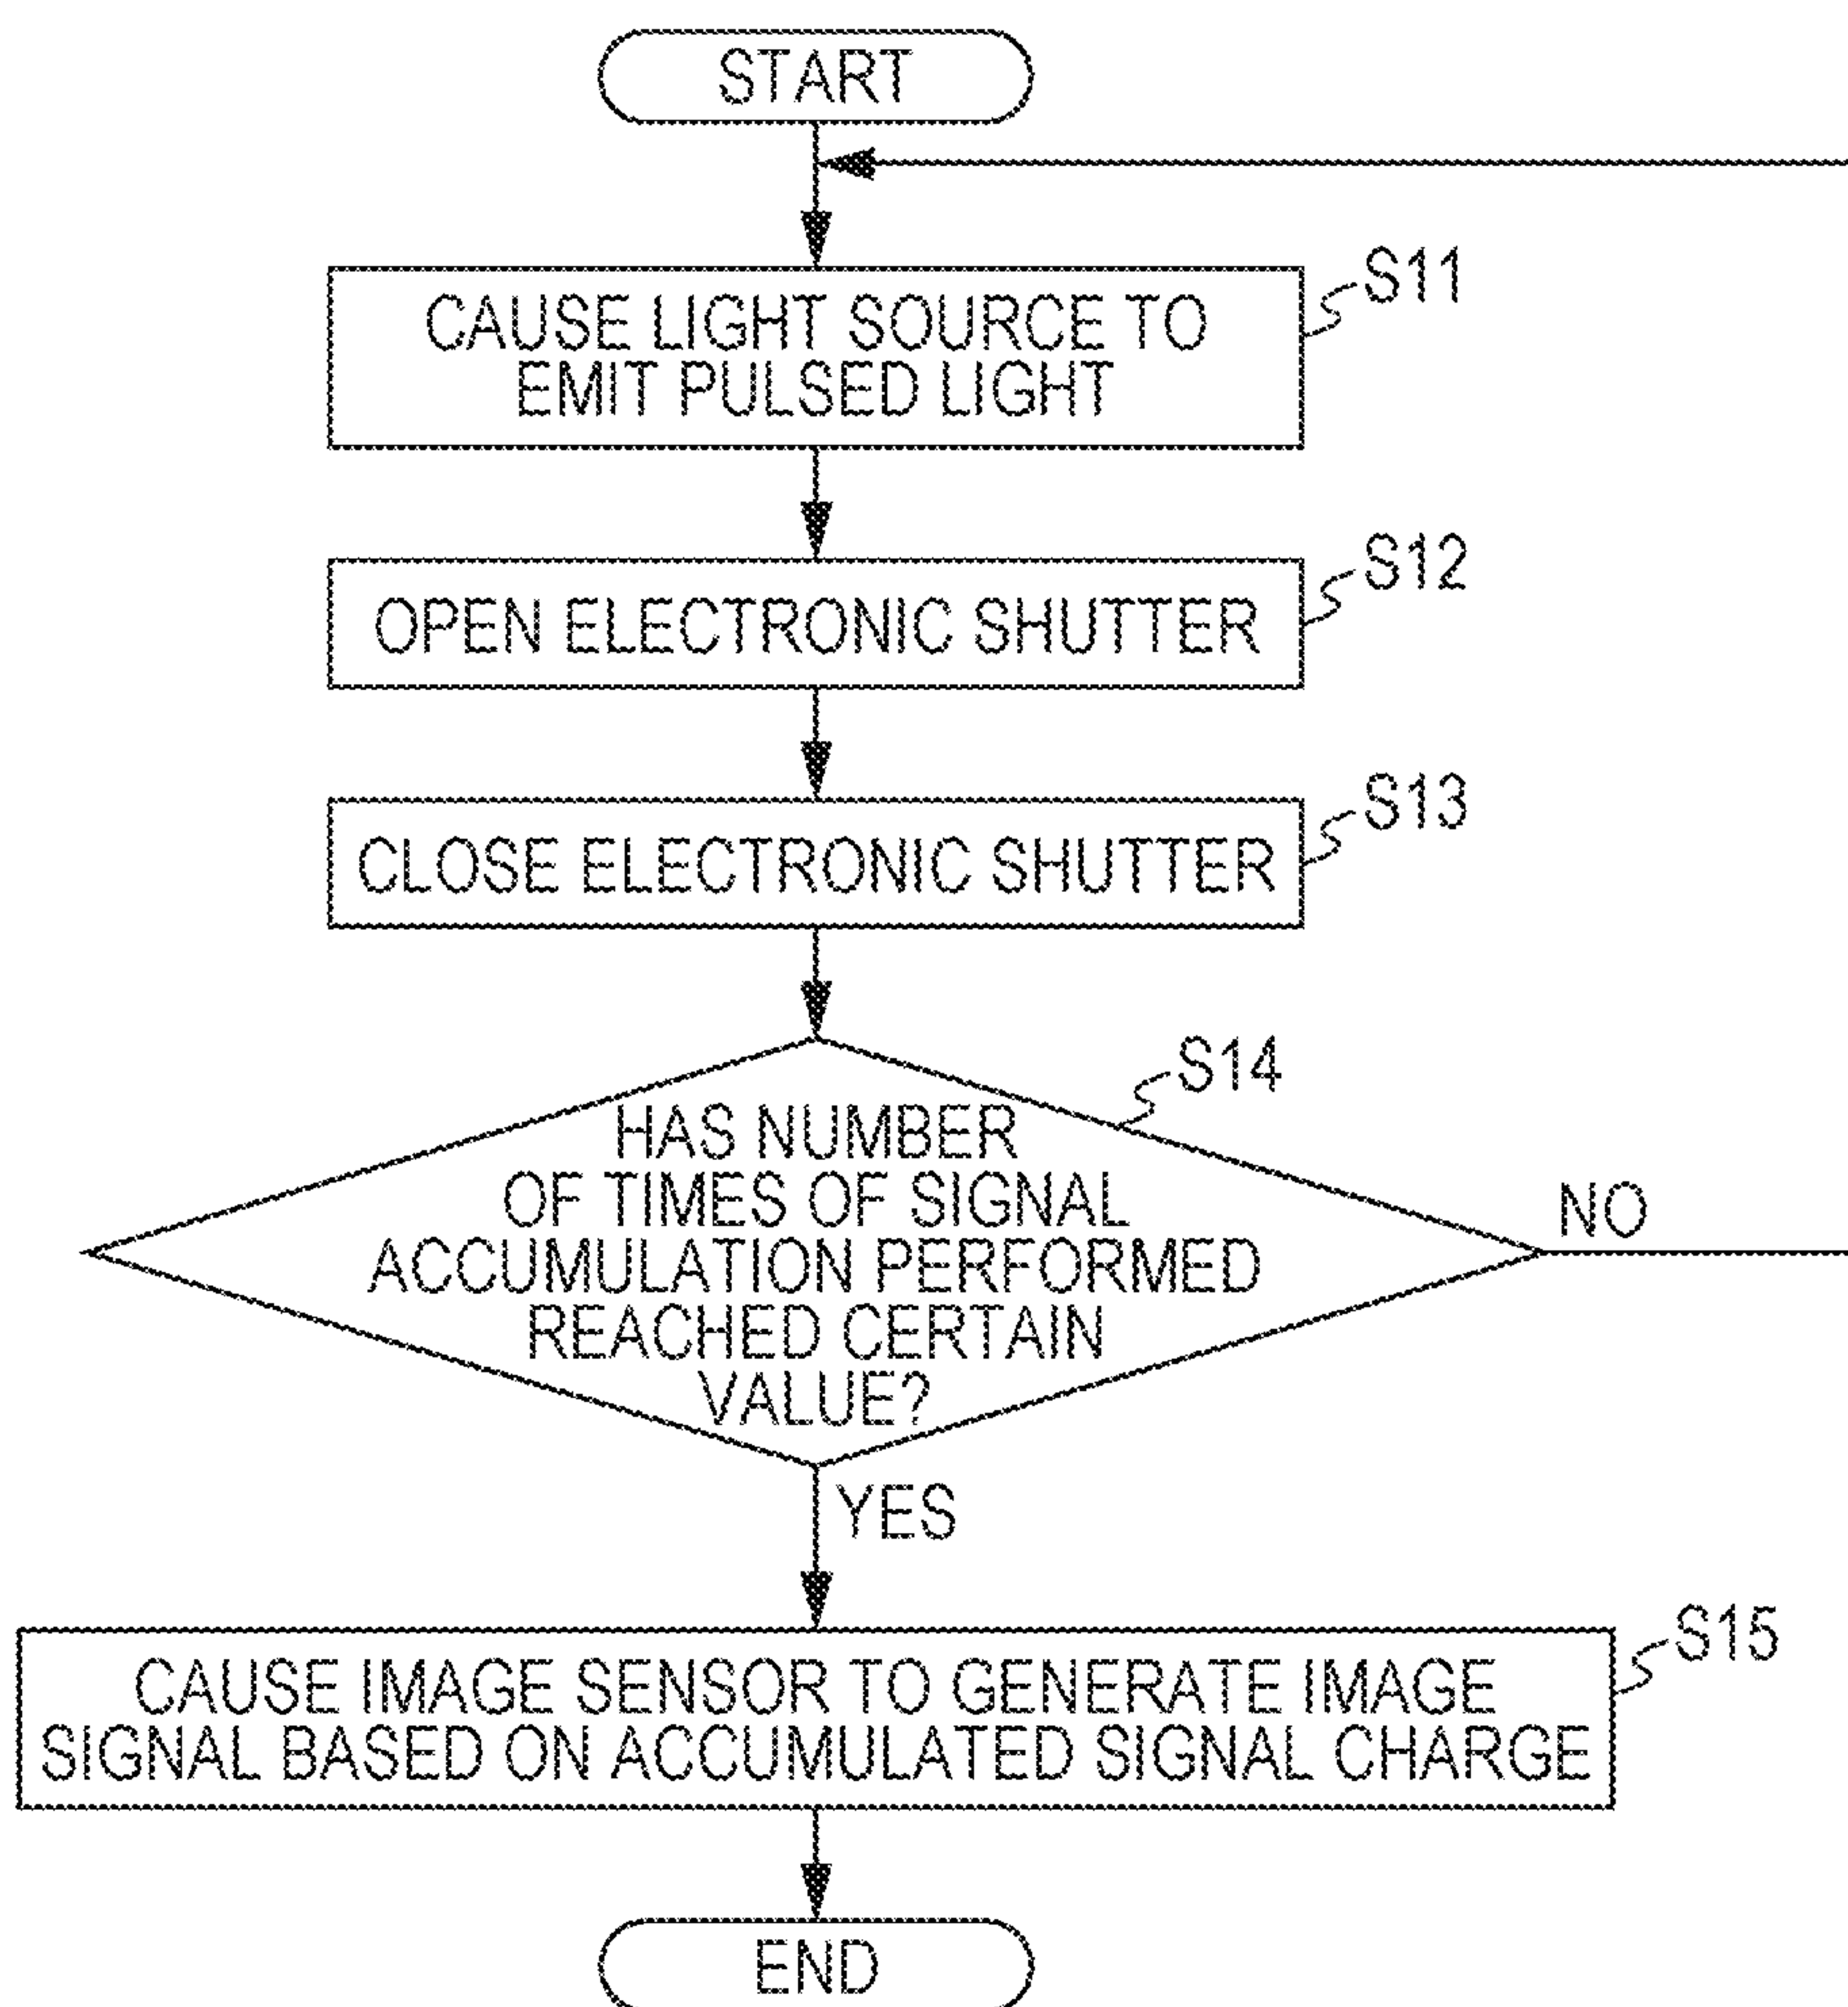 START
CAUSE LIGHT SOURCE TO
EMIT PULSED LIGHT
S11
OPEN ELECTRONIC SHUTTER
S12
CLOSE ELECTRONIC SHUTTER
S13
HAS NUMBER
OF TIMES OF SIGNAL
ACCUMULATION PERFORMED
REACHED CERTAIN
VALUE?
S14
NO
YES
CAUSE IMAGE SENSOR TO GENERATE IMAGE
SIGNAL BASED ON ACCUMULATED SIGNAL CHARGE
S15
END